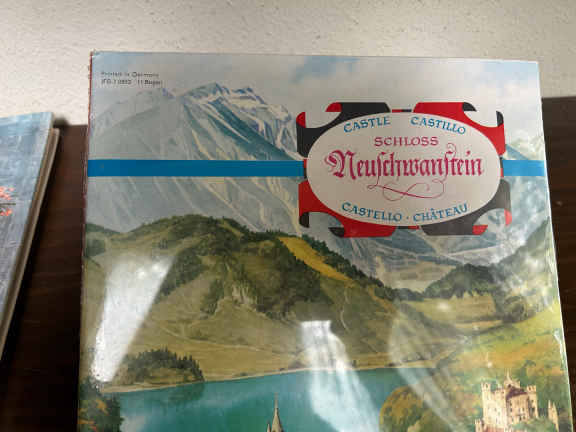 Printed in Germany
CASTLE CASTILLO
SCHLOSS
Neuſchwanſtein
CASTELLO · CHÂTEAU